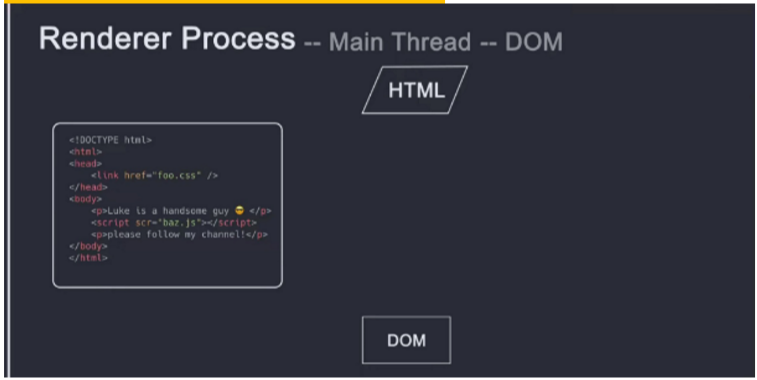 Renderer Process -- Main Thread -- DOM
HTML
<!DOCTYPE html>
<html>
<head>
<link href="foo.css" />
</head>
<body>
<p>Luke is a handsome guy 😎 </p>
<script scr="baz.js"></script>
<p>please follow my channel!</p>
</body>
</html>
DOM